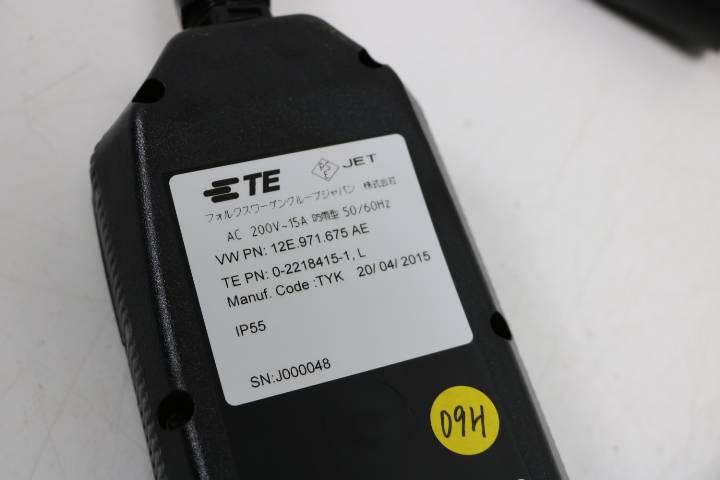 TE
PS
E
JET
フォルクスワーゲングループジャパン 株式会社
AC 200V~15A 防雨型 50/60Hz
VW PN: 12E.971.675 AE
TE PN: 0-2218415-1, L
Manuf. Code :TYK 20/04/2015
IP55
SN:J000048
09H